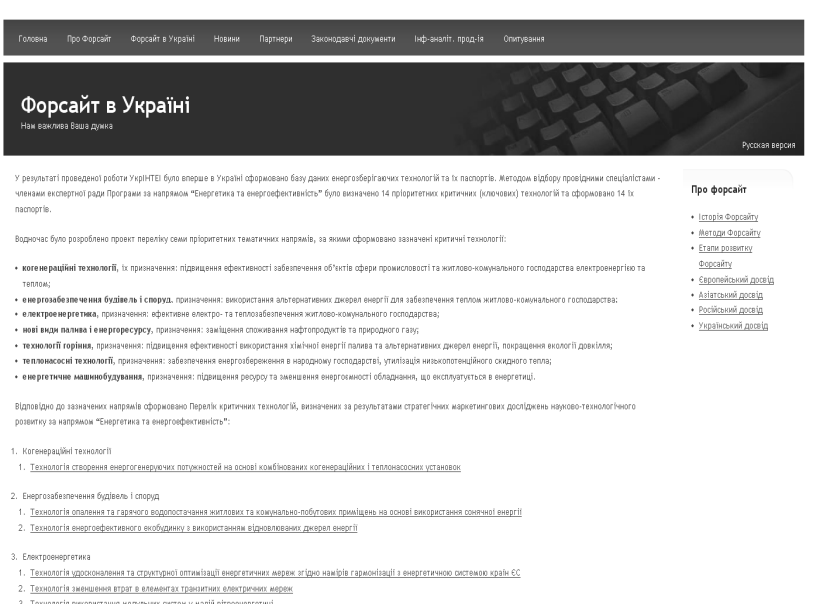 Головна Про Форсайт Форсайт в Україні Новини Партнери Законодавчі документи Інф-аналіт. прод-ія Опитування
Форсайт в Україні
Нам важлива Ваша думка
Русская версия
У результаті проведеної роботи УкрІНТЕІ було вперше в Україні сформовано базу даних енергозберігаючих технологій та їх паспортів. Методом відбору провідними спеціалістами -
членами експертної ради Програми за напрямом “Енергетика та енергоефективність” було визначено 14 пріоритетних критичних (ключових) технологій та сформовано 14 їх
паспортів.
Водночас було розроблено проект переліку семи пріоритетних тематичних напрямів, за якими сформовано зазначені критичні технології:
• когенераційні технології, їх призначення: підвищення ефективності забезпечення об’єктів сфери промисловості та житлово-комунального господарства електроенергією та
теплом;
• енергозабезпечення будівель і споруд. призначення: використання альтернативних джерел енергії для забезпечення теплом житлово-комунального господарства;
• електроенергетика, призначення: ефективне електро- та теплозабезпечення житлово-комунального господарства;
• нові види палива і енергоресурсу, призначення: заміщення споживання нафтопродуктів та природного газу;
• технології горіння, призначення: підвищення ефективності використання хімічної енергії палива та альтернативних джерел енергії, покращення екології довкілля;
• теплонасосні технології, призначення: забезпечення енергозбереження в народному господарстві, утилізація низькопотенційного скидного тепла;
• енергетичне машинобудування, призначення: підвищення ресурсу та зменшення енергоємності обладнання, що експлуатується в енергетиці.
Відповідно до зазначених напрямів сформовано Перелік критичних технологій, визначених за результатами стратегічних маркетингових досліджень науково-технологічного
розвитку за напрямом “Енергетика та енергоефективність”:
1. Когенераційні технології
1. Технологія створення енергогенеруючих потужностей на основі комбінованих когенераційних і теплонасосних установок
2. Енергозабезпечення будівель і споруд
1. Технологія опалення та гарячого водопостачання житлових та комунально-побутових приміщень на основі використання сонячної енергії
2. Технологія енергоефективного екобудинку з використанням відновлюваних джерел енергії
3. Електроенергетика
1. Технологія удосконалення та структурної оптимізації енергетичних мереж згідно намірів гармонізації з енергетичною системою країн ЄС
2. Технологія зменшення втрат в елементах транзитних електричних мереж
3. Технологія використання модульних систем у малій вітроенергетиці
Про форсайт
• Історія Форсайту
• Методи Форсайту
• Етапи розвитку
Форсайту
• Європейський досвід
• Азіатський досвід
• Російський досвід
• Український досвід